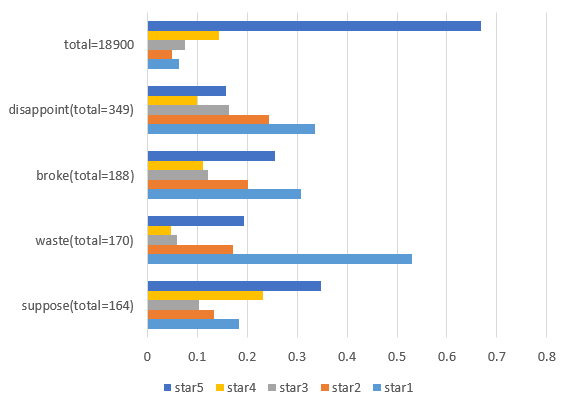 total=18900
disappoint(total=349)
broke(total=188)
waste(total=170)
suppose(total=164)
0 0.1 0.2 0.3 0.4 0.5 0.6 0.7 0.8
star5 star4 star3 star2 star1